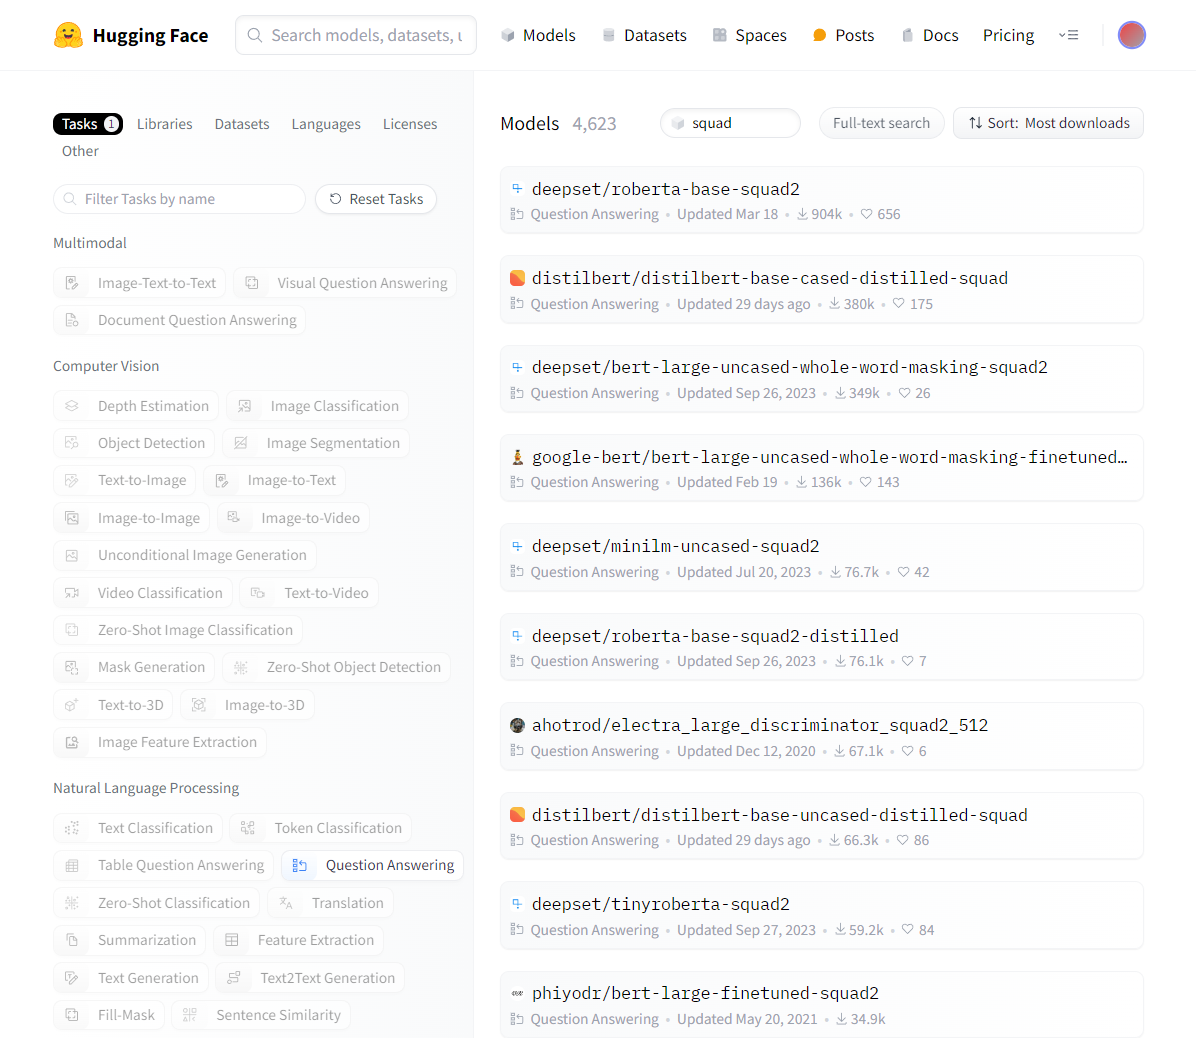 Hugging Face
Search models, datasets, u
Models
Datasets
Spaces
Posts
Docs
Pricing
Tasks 1
Libraries
Datasets
Languages
Licenses
Other
Filter Tasks by name
Reset Tasks
Multimodal
Image-Text-to-Text
Visual Question Answering
Document Question Answering
Computer Vision
Depth Estimation
Image Classification
Object Detection
Image Segmentation
Text-to-Image
Image-to-Text
Image-to-Image
Image-to-Video
Unconditional Image Generation
Video Classification
Text-to-Video
Zero-Shot Image Classification
Mask Generation
Zero-Shot Object Detection
Text-to-3D
Image-to-3D
Image Feature Extraction
Natural Language Processing
Text Classification
Token Classification
Table Question Answering
Question Answering
Zero-Shot Classification
Translation
Summarization
Feature Extraction
Text Generation
Text2Text Generation
Fill-Mask
Sentence Similarity
Models 4,623
squad
Full-text search
Sort: Most downloads
deepset/roberta-base-squad2
Question Answering • Updated Mar 18 • 904k • 656
distilbert/distilbert-base-cased-distilled-squad
Question Answering • Updated 29 days ago • 380k • 175
deepset/bert-large-uncased-whole-word-masking-squad2
Question Answering • Updated Sep 26, 2023 • 349k • 26
google-bert/bert-large-uncased-whole-word-masking-finetuned…
Question Answering • Updated Feb 19 • 136k • 143
deepset/minilm-uncased-squad2
Question Answering • Updated Jul 20, 2023 • 76.7k • 42
deepset/roberta-base-squad2-distilled
Question Answering • Updated Sep 26, 2023 • 76.1k • 7
ahotrod/electra_large_discriminator_squad2_512
Question Answering • Updated Dec 12, 2020 • 67.1k • 6
distilbert/distilbert-base-uncased-distilled-squad
Question Answering • Updated 29 days ago • 66.3k • 86
deepset/tinyroberta-squad2
Question Answering • Updated Sep 27, 2023 • 59.2k • 84
phiyodr/bert-large-finetuned-squad2
Question Answering • Updated May 20, 2021 • 34.9k